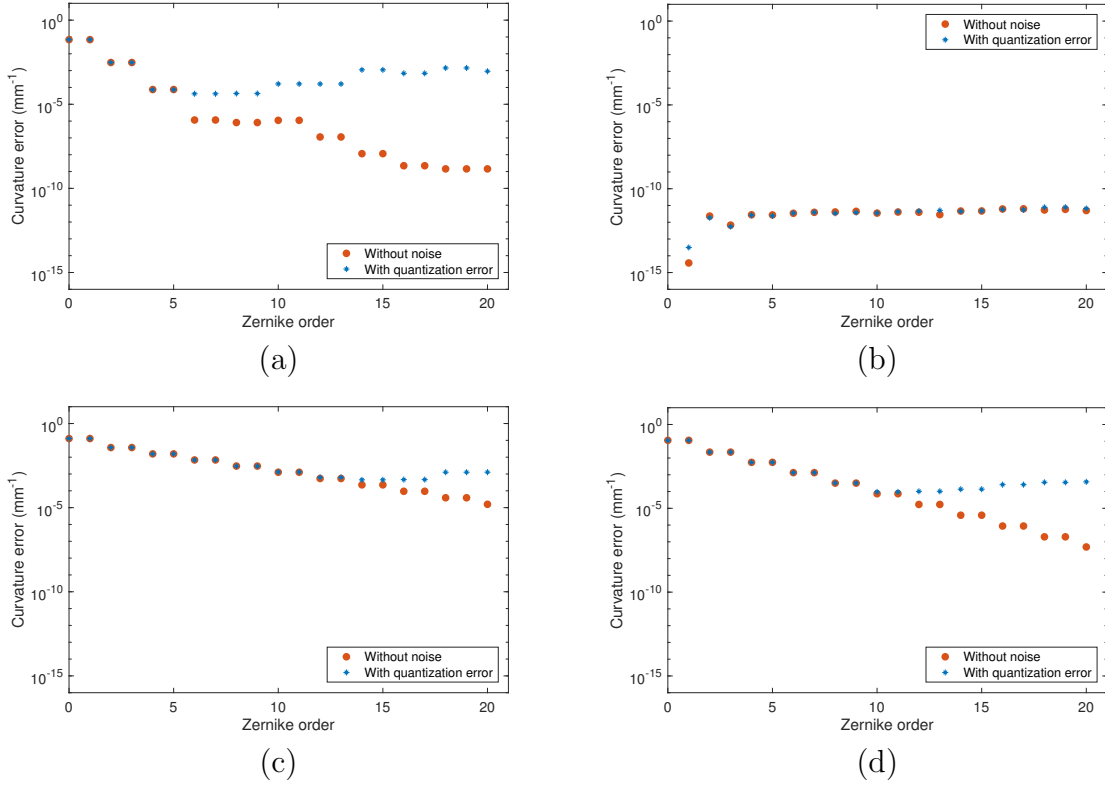 10^0
10^-5
10^-10
10^-15
Curvature error (mm^-1)
0 5 10 15 20
Zernike order
Without noise
With quantization error
(a)
10^0
10^-5
10^-10
10^-15
Curvature error (mm^-1)
0 5 10 15 20
Zernike order
Without noise
With quantization error
(b)
10^0
10^-5
10^-10
10^-15
Curvature error (mm^-1)
0 5 10 15 20
Zernike order
Without noise
With quantization error
(c)
10^0
10^-5
10^-10
10^-15
Curvature error (mm^-1)
0 5 10 15 20
Zernike order
Without noise
With quantization error
(d)